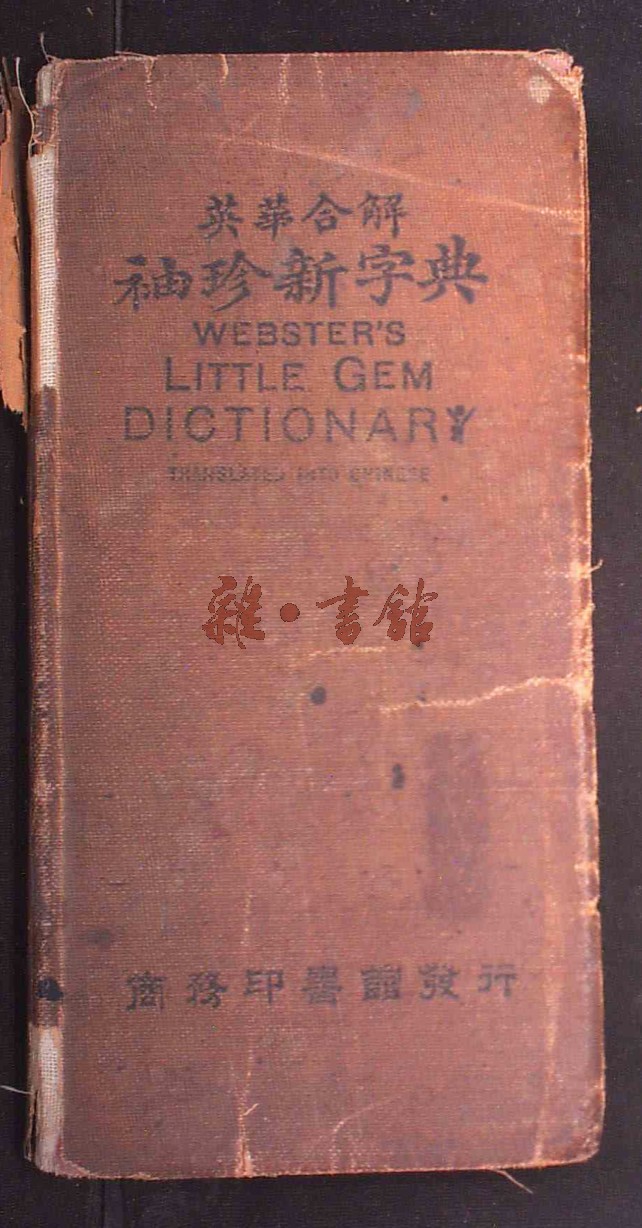 英華合解
袖珍新字典
WEBSTER'S
LITTLE GEM
DICTIONARY
TRANSLATED INTO CHINESE
雜·書館
商務印書館發行